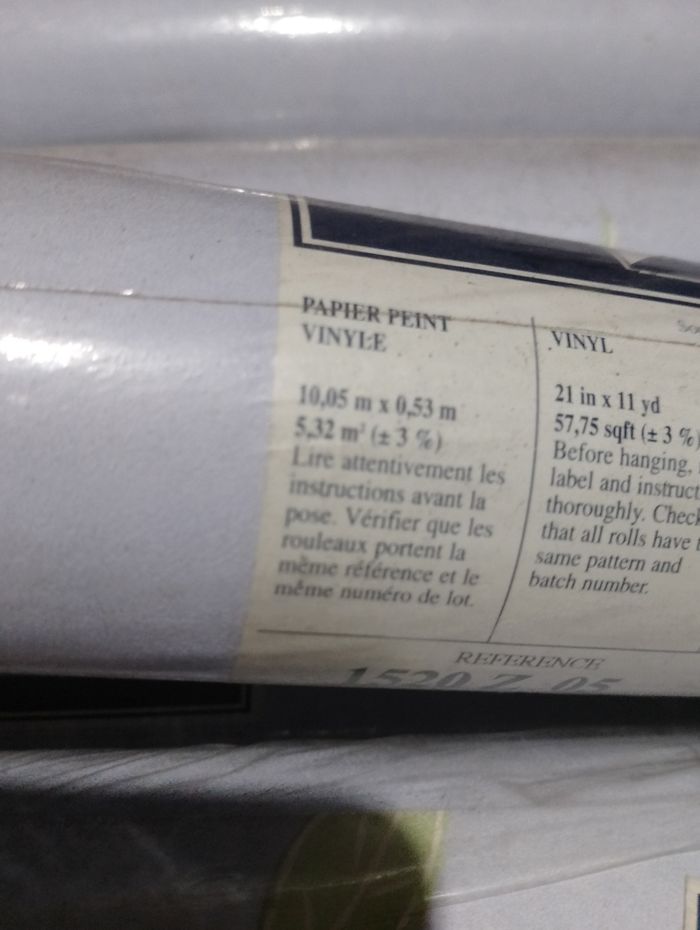 PAPIER PEINT
VINYLE
10,05 m x 0,53 m
5,32 m² (± 3 %)
Lire attentivement les
instructions avant la
pose. Vérifier que les
rouleaux portent la
même référence et le
même numéro de lot.
VINYL
21 in x 11 yd
57,75 sqft (± 3 %)
Before hanging,
label and instruct
thoroughly. Check
that all rolls have t
same pattern and
batch number.
REFERENCE
1520 Z 05